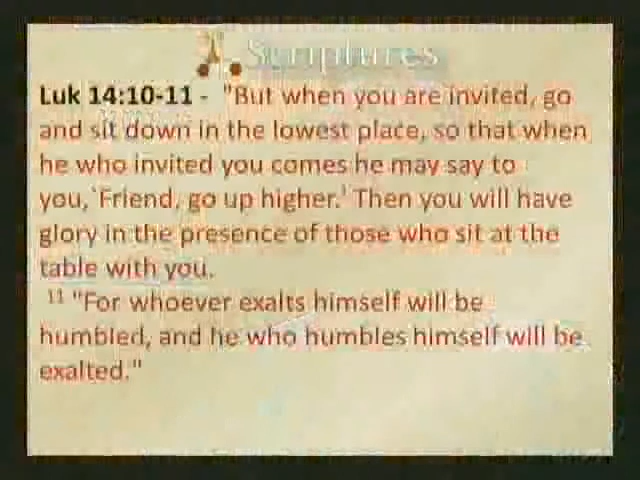 Scriptures
Luk 14:10-11 - "But when you are invited, go
and sit down in the lowest place, so that when
he who invited you comes he may say to
you,`Friend, go up higher.' Then you will have
glory in the presence of those who sit at the
table with you.
11 "For whoever exalts himself will be
humbled, and he who humbles himself will be
exalted."